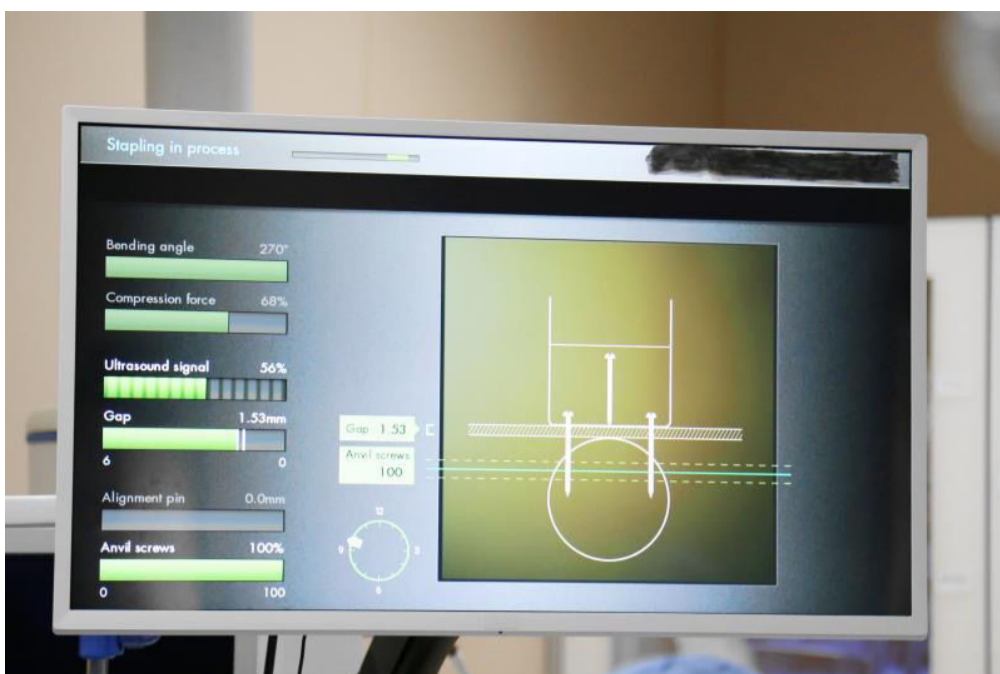 Stapling in process
Bending angle 270°
Compression force 68%
Ultrasound signal 56%
Gap 1.53mm
6 0
Alignment pin 0.0mm
Anvil screws 100%
0 100
Gap 1.53
Anvil screws
100
12
9 3
6